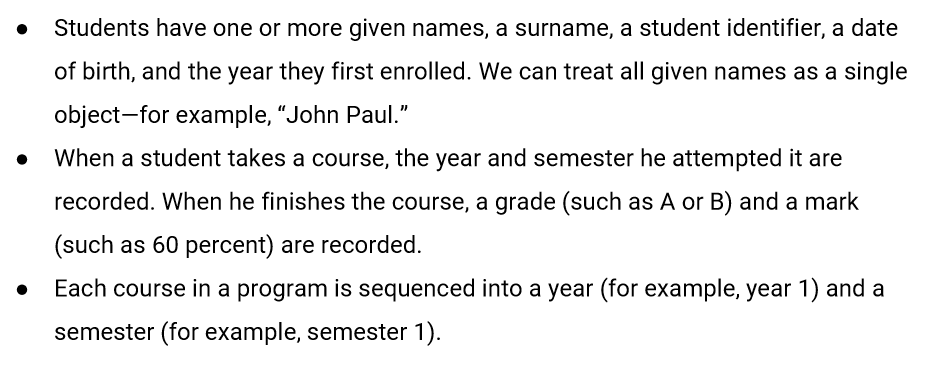 ● Students have one or more given names, a surname, a student identifier, a date
of birth, and the year they first enrolled. We can treat all given names as a single
object—for example, “John Paul.”
● When a student takes a course, the year and semester he attempted it are
recorded. When he finishes the course, a grade (such as A or B) and a mark
(such as 60 percent) are recorded.
● Each course in a program is sequenced into a year (for example, year 1) and a
semester (for example, semester 1).